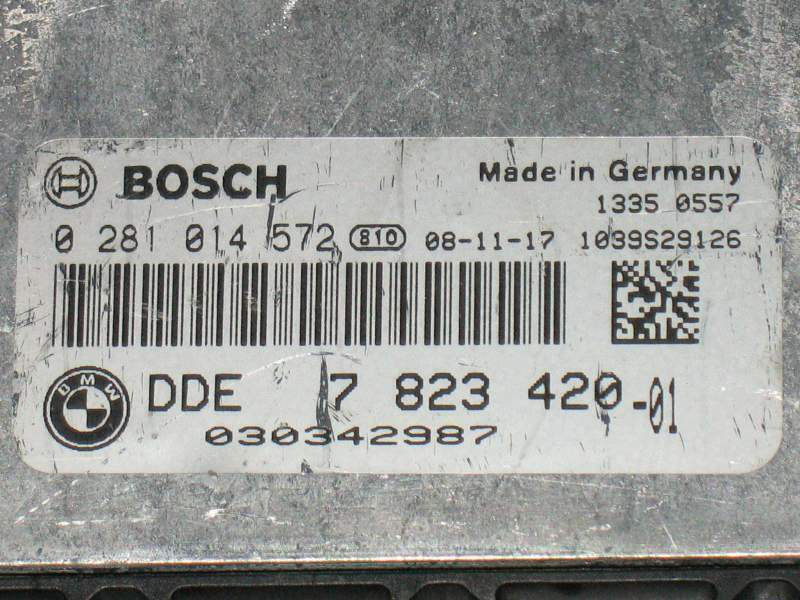 BOSCH
Made in Germany
1335 0557
0 281 014 572 810 08-11-17 1039S29126
BMW
DDE 7 823 420-01
030342987